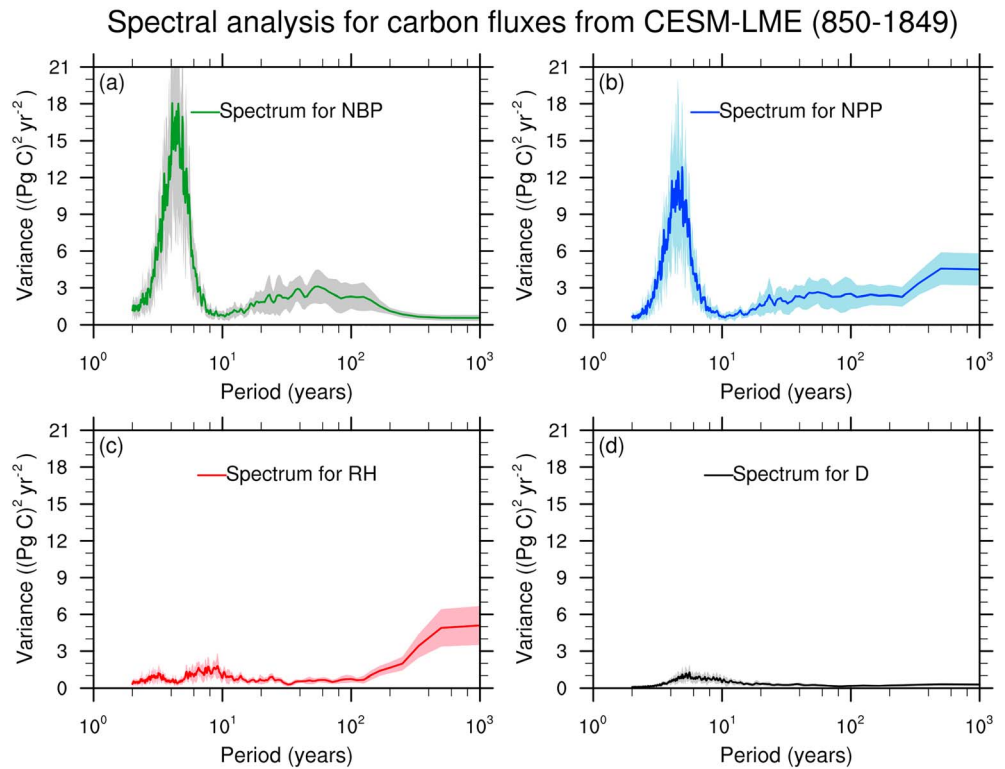 Spectral analysis for carbon fluxes from CESM-LME (850-1849)
(a)
Spectrum for NBP
Variance ((Pg C)² yr⁻²)
21
18
15
12
9
6
3
0
10⁰ 10¹ 10² 10³
Period (years)
(b)
Spectrum for NPP
Variance ((Pg C)² yr⁻²)
21
18
15
12
9
6
3
0
10⁰ 10¹ 10² 10³
Period (years)
(c)
Spectrum for RH
Variance ((Pg C)² yr⁻²)
21
18
15
12
9
6
3
0
10⁰ 10¹ 10² 10³
Period (years)
(d)
Spectrum for D
Variance ((Pg C)² yr⁻²)
21
18
15
12
9
6
3
0
10⁰ 10¹ 10² 10³
Period (years)